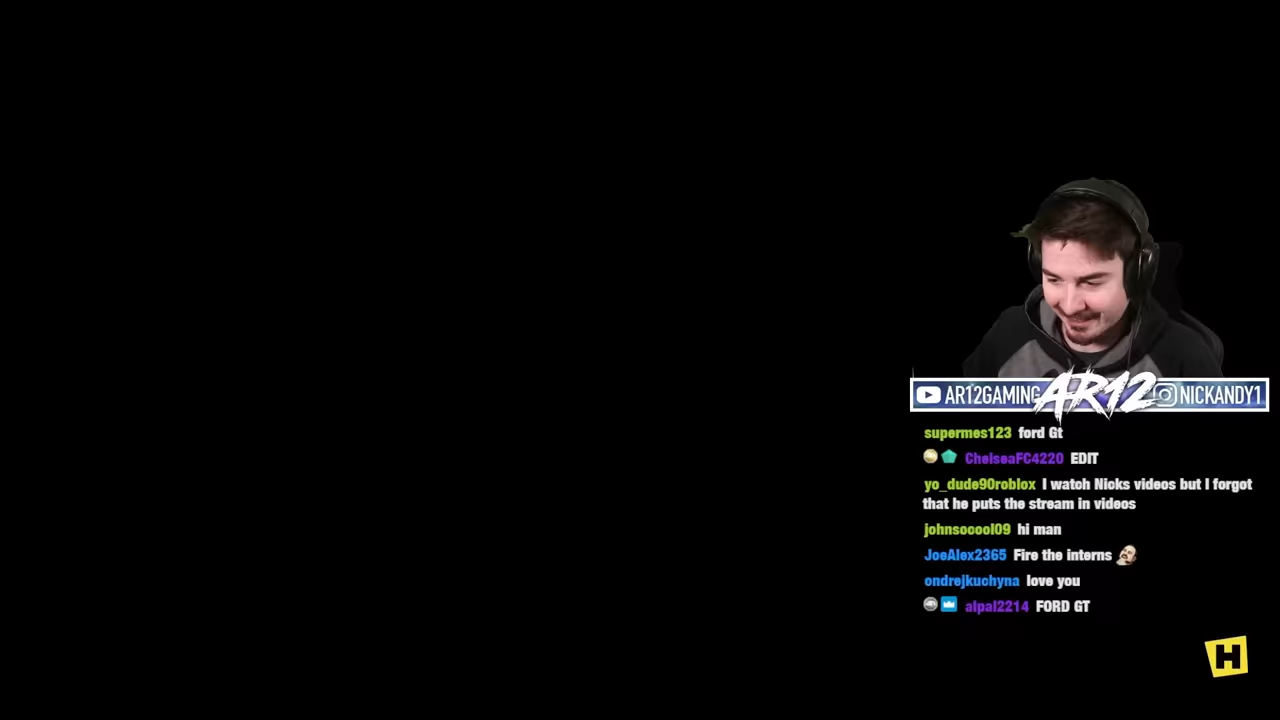 AR12GAMING AR12 NICKANDY1
supermes123 ford Gt
ChelseaFC4220 EDIT
yo_dude90roblox I watch Nicks videos but I forgot
that he puts the stream in videos
johnsocool09 hi man
JoeAlex2365 Fire the interns
ondrejkuchyna love you
alpal2214 FORD GT
H